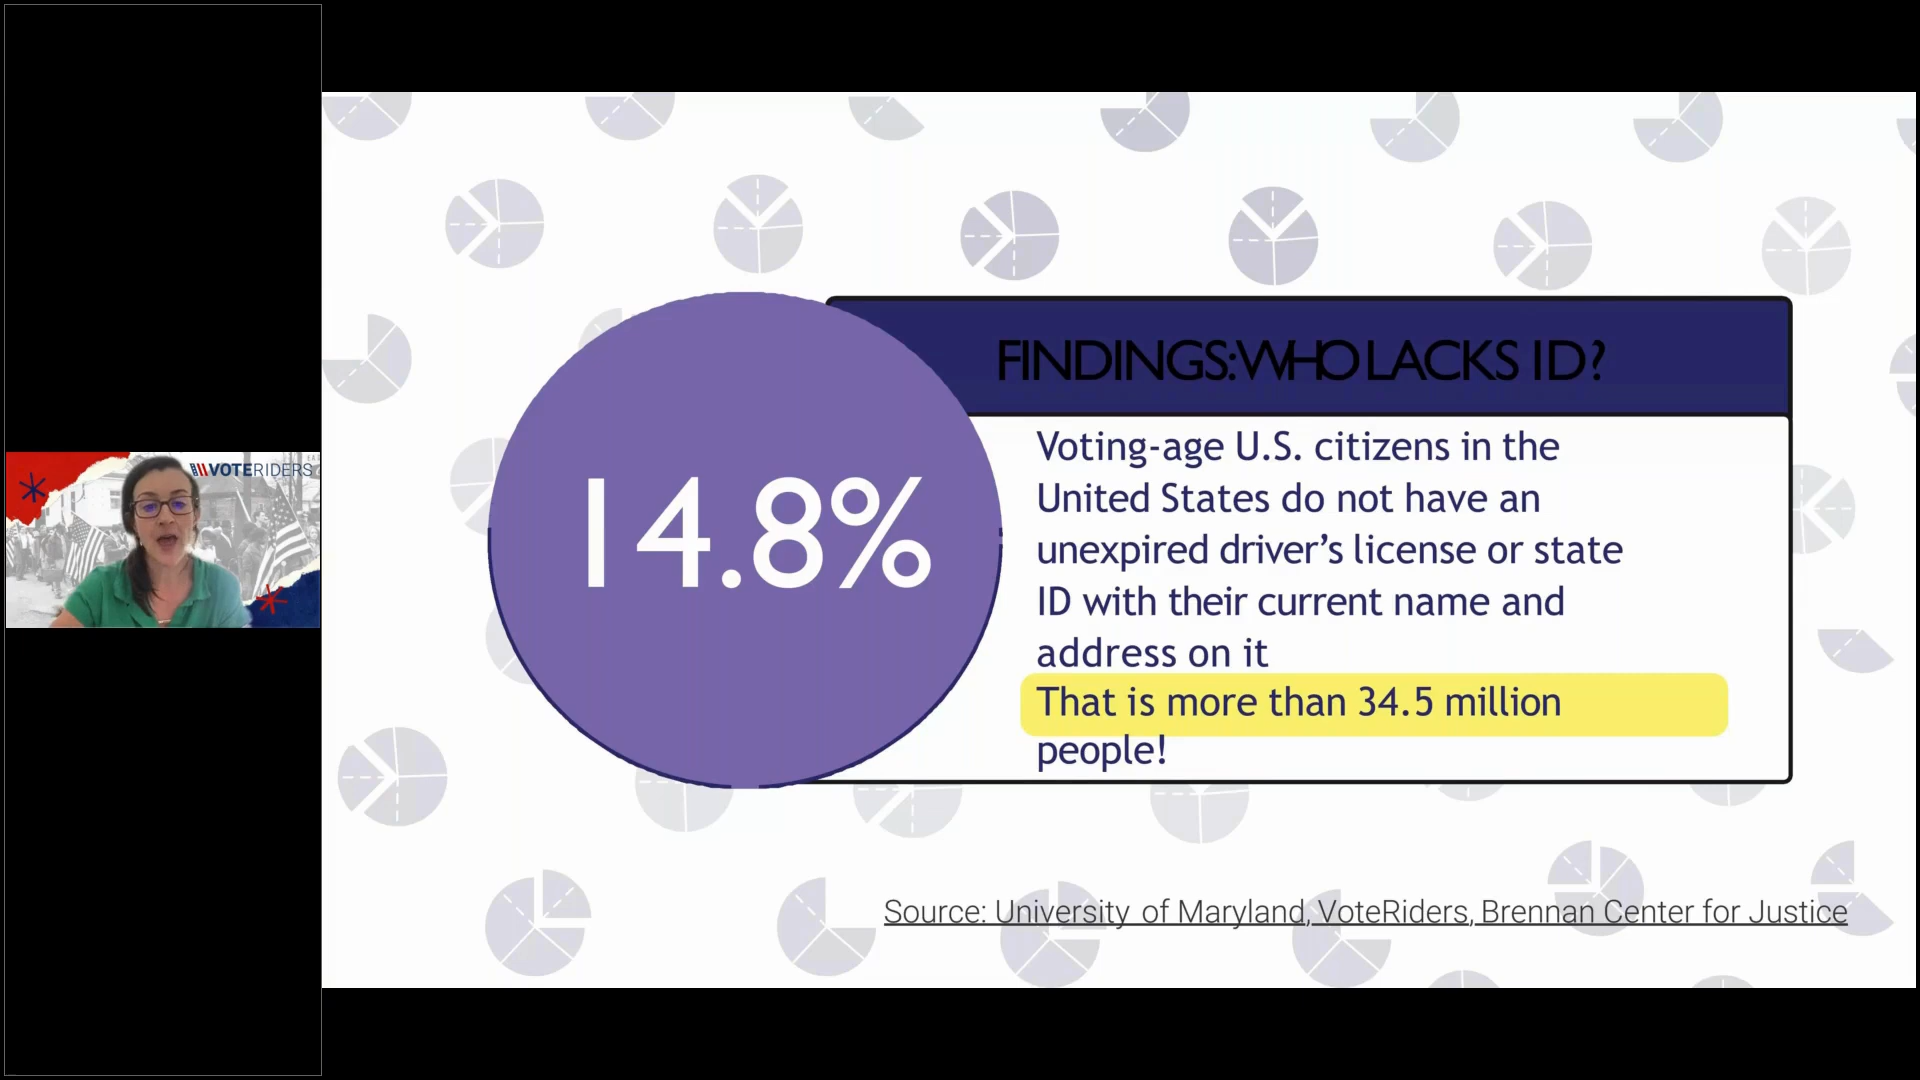 VOTERIDERS
FINDINGS:WHO LACKS ID?
14.8%
Voting-age U.S. citizens in the
United States do not have an
unexpired driver’s license or state
ID with their current name and
address on it
That is more than 34.5 million
people!
Source: University of Maryland, VoteRiders, Brennan Center for Justice